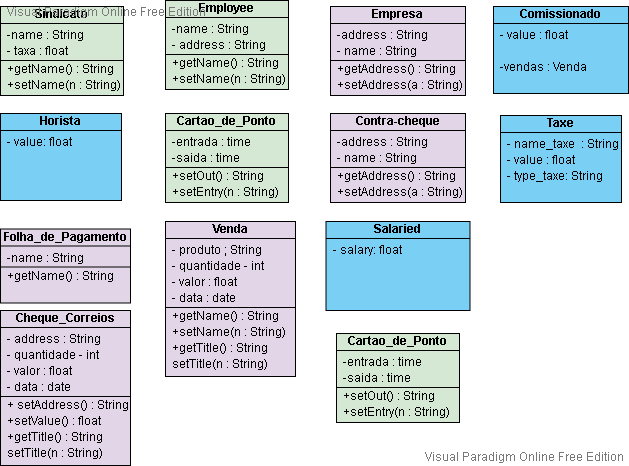 Visual Paradigm Online Free Edition
Sindicato
-name : String
- taxa : float
+getName() : String
+setName(n : String)
Employee
-name : String
- address : String
+getName() : String
+setName(n : String)
Empresa
-address : String
- name : String
+getAddress() : String
+setAddress(a : String)
Comissionado
- value : float
-vendas : Venda
Horista
- value: float
Cartao_de_Ponto
-entrada : time
-saida : time
+setOut() : String
+setEntry(n : String)
Contra-cheque
-address : String
- name : String
+getAddress() : String
+setAddress(a : String)
Taxe
- name_taxe : String
- value : float
- type_taxe: String
Folha_de_Pagamento
-name : String
+getName() : String
Venda
- produto ; String
- quantidade - int
- valor : float
- data : date
+getName() : String
+setName(n : String)
+getTitle() : String
setTitle(n : String)
Salaried
- salary: float
Cheque_Correios
- address : String
- quantidade - int
- valor : float
- data : date
+ setAddress() : String
+setValue() : float
+getTitle() : String
setTitle(n : String)
Cartao_de_Ponto
-entrada : time
-saida : time
+setOut() : String
+setEntry(n : String)
Visual Paradigm Online Free Edition